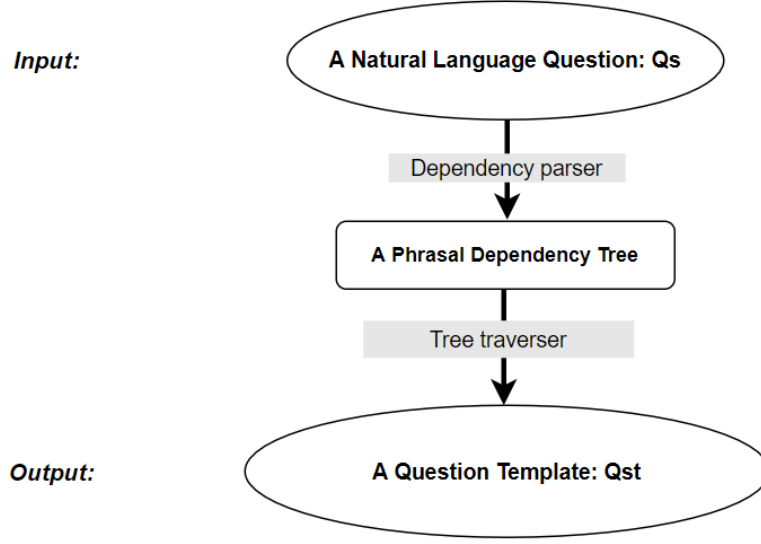 Input:
A Natural Language Question: Qs
Dependency parser
A Phrasal Dependency Tree
Tree traverser
Output:
A Question Template: Qst